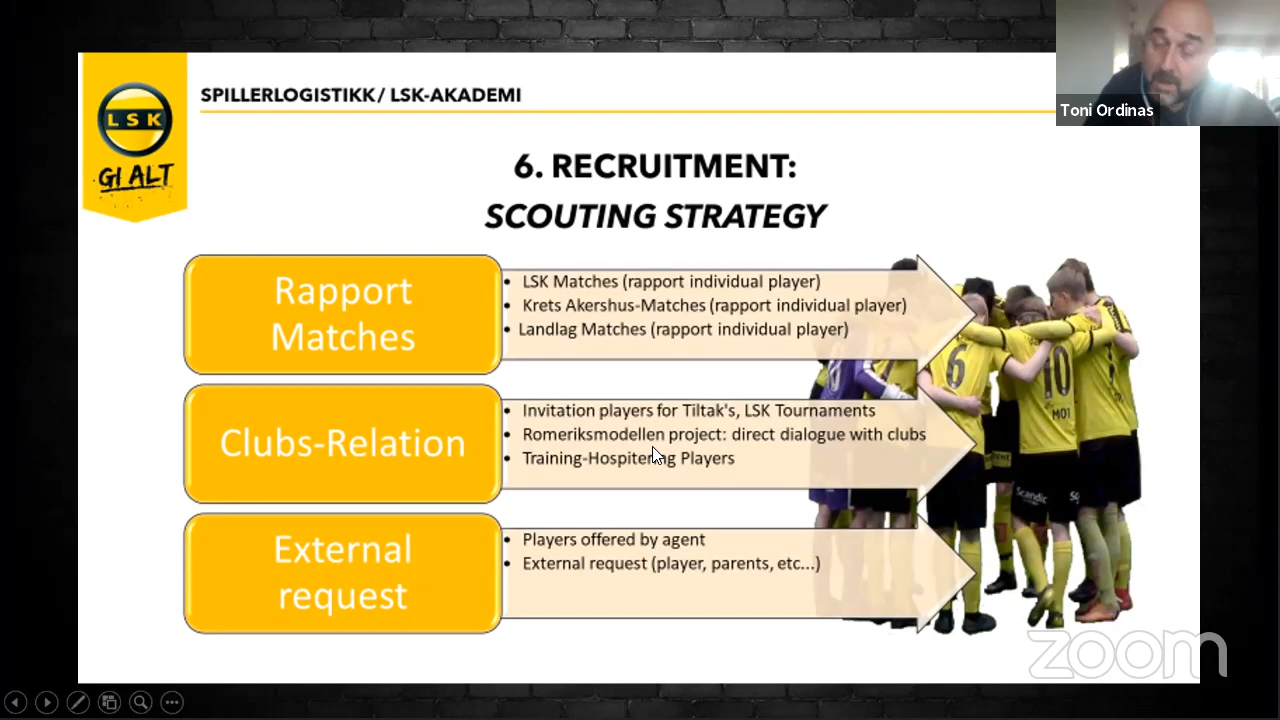 LSK
GI ALT
SPILLERLOGISTIKK/ LSK-AKADEMI
Toni Ordinas
6. RECRUITMENT:
SCOUTING STRATEGY
Rapport
Matches
• LSK Matches (rapport individual player)
• Krets Akershus-Matches (rapport individual player)
• Landlag Matches (rapport individual player)
Clubs-Relation
• Invitation players for Tiltak's, LSK Tournaments
• Romeriksmodellen project: direct dialogue with clubs
• Training-Hospitering Players
External
request
• Players offered by agent
• External request (player, parents, etc...)
6
10
Scandic
zoom